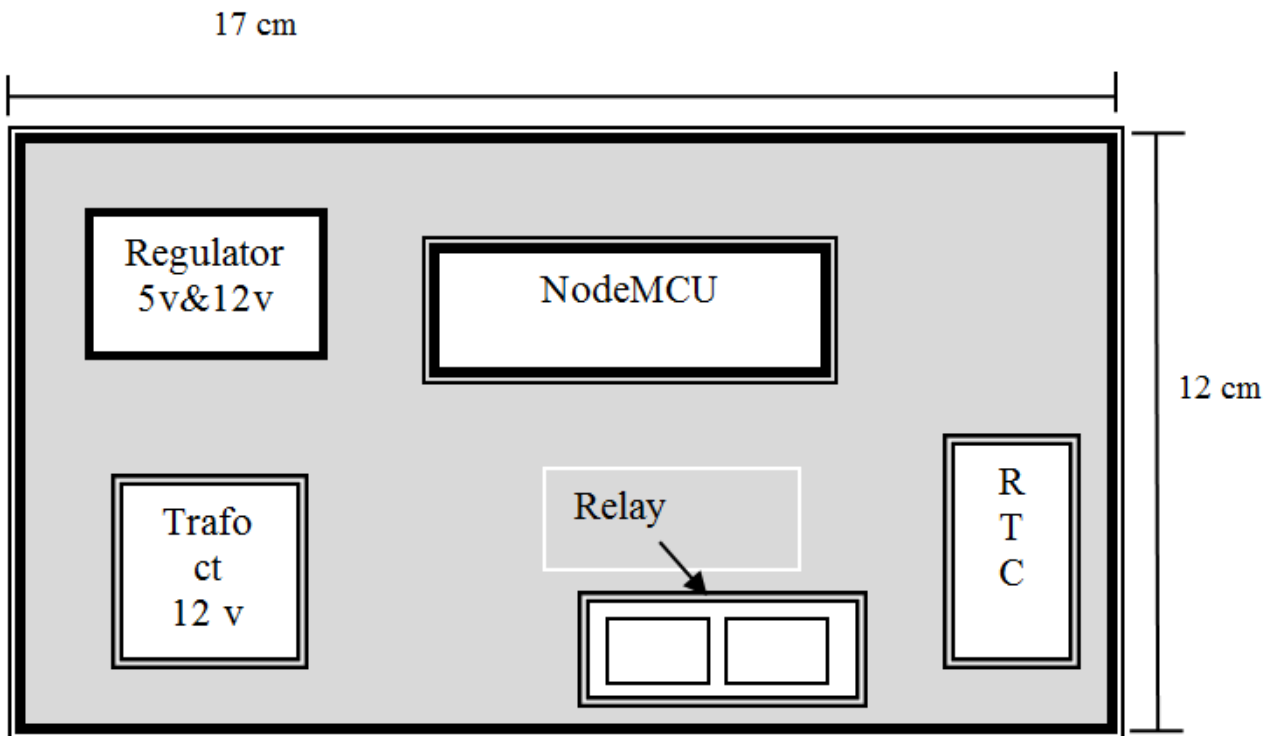 17 cm
Regulator
5v&12v
NodeMCU
12 cm
Trafo
ct
12 v
Relay
R
T
C